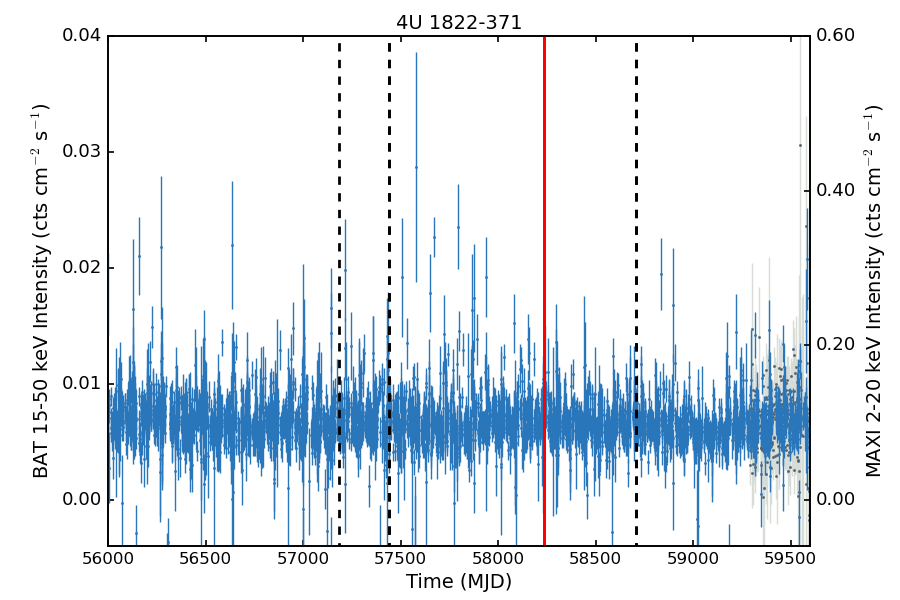 4U 1822-371
BAT 15-50 keV Intensity (cts cm⁻² s⁻¹)
0.04
0.03
0.02
0.01
0.00
0.60
0.40
0.20
0.00
MAXI 2-20 keV Intensity (cts cm⁻² s⁻¹)
56000 56500 57000 57500 58000 58500 59000 59500
Time (MJD)